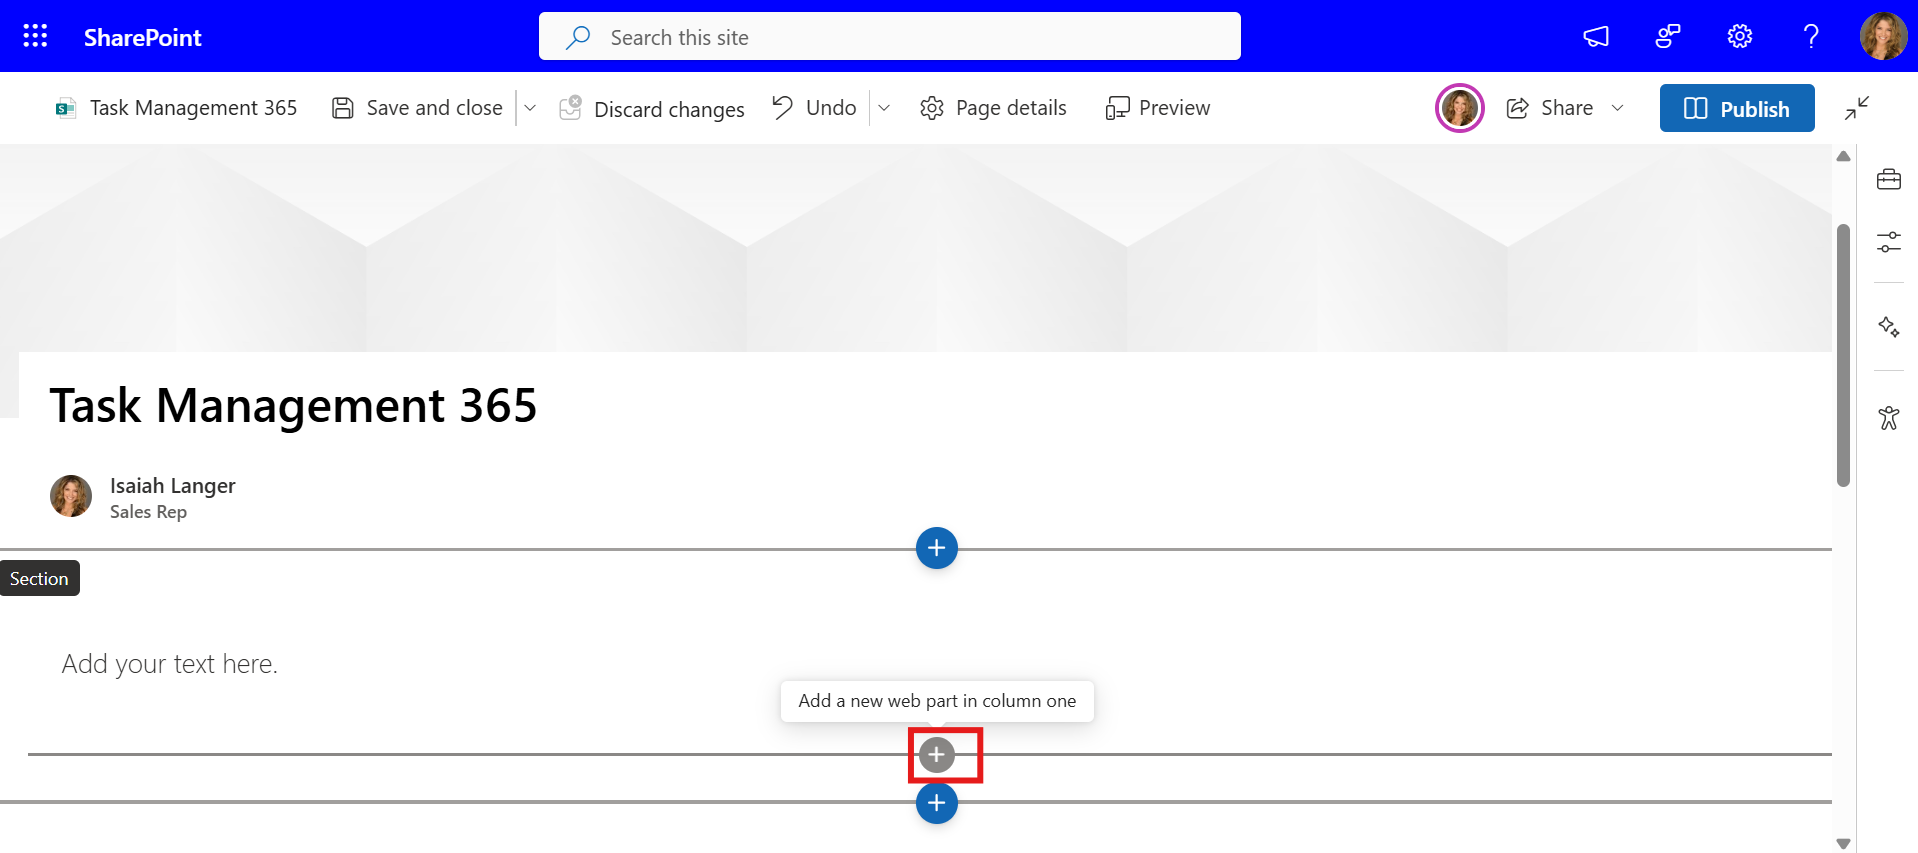 SharePoint
Search this site
Task Management 365
Save and close
Discard changes
Undo
Page details
Preview
Share
Publish
Task Management 365
Isaiah Langer
Sales Rep
Section
Add your text here.
Add a new web part in column one